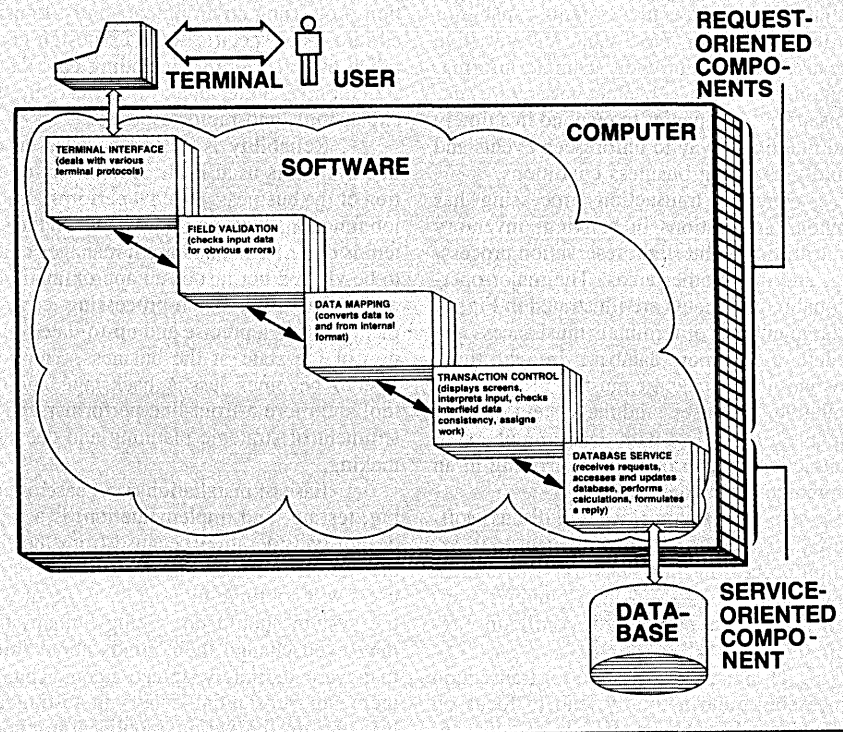 REQUEST-
ORIENTED
COMPO-
NENTS
TERMINAL
USER
COMPUTER
SOFTWARE
TERMINAL INTERFACE
(deals with various
terminal protocols)
FIELD VALIDATION
(checks input data
for obvious errors)
DATA MAPPING
(converts data to
and from internal
format)
TRANSACTION CONTROL
(displays screens,
interprets input, checks
interfield data
consistency, assigns
work)
DATABASE SERVICE
(receives requests,
accesses and updates
database, performs
calculations, formulates
a reply)
DATA-
BASE
SERVICE-
ORIENTED
COMPO-
NENT